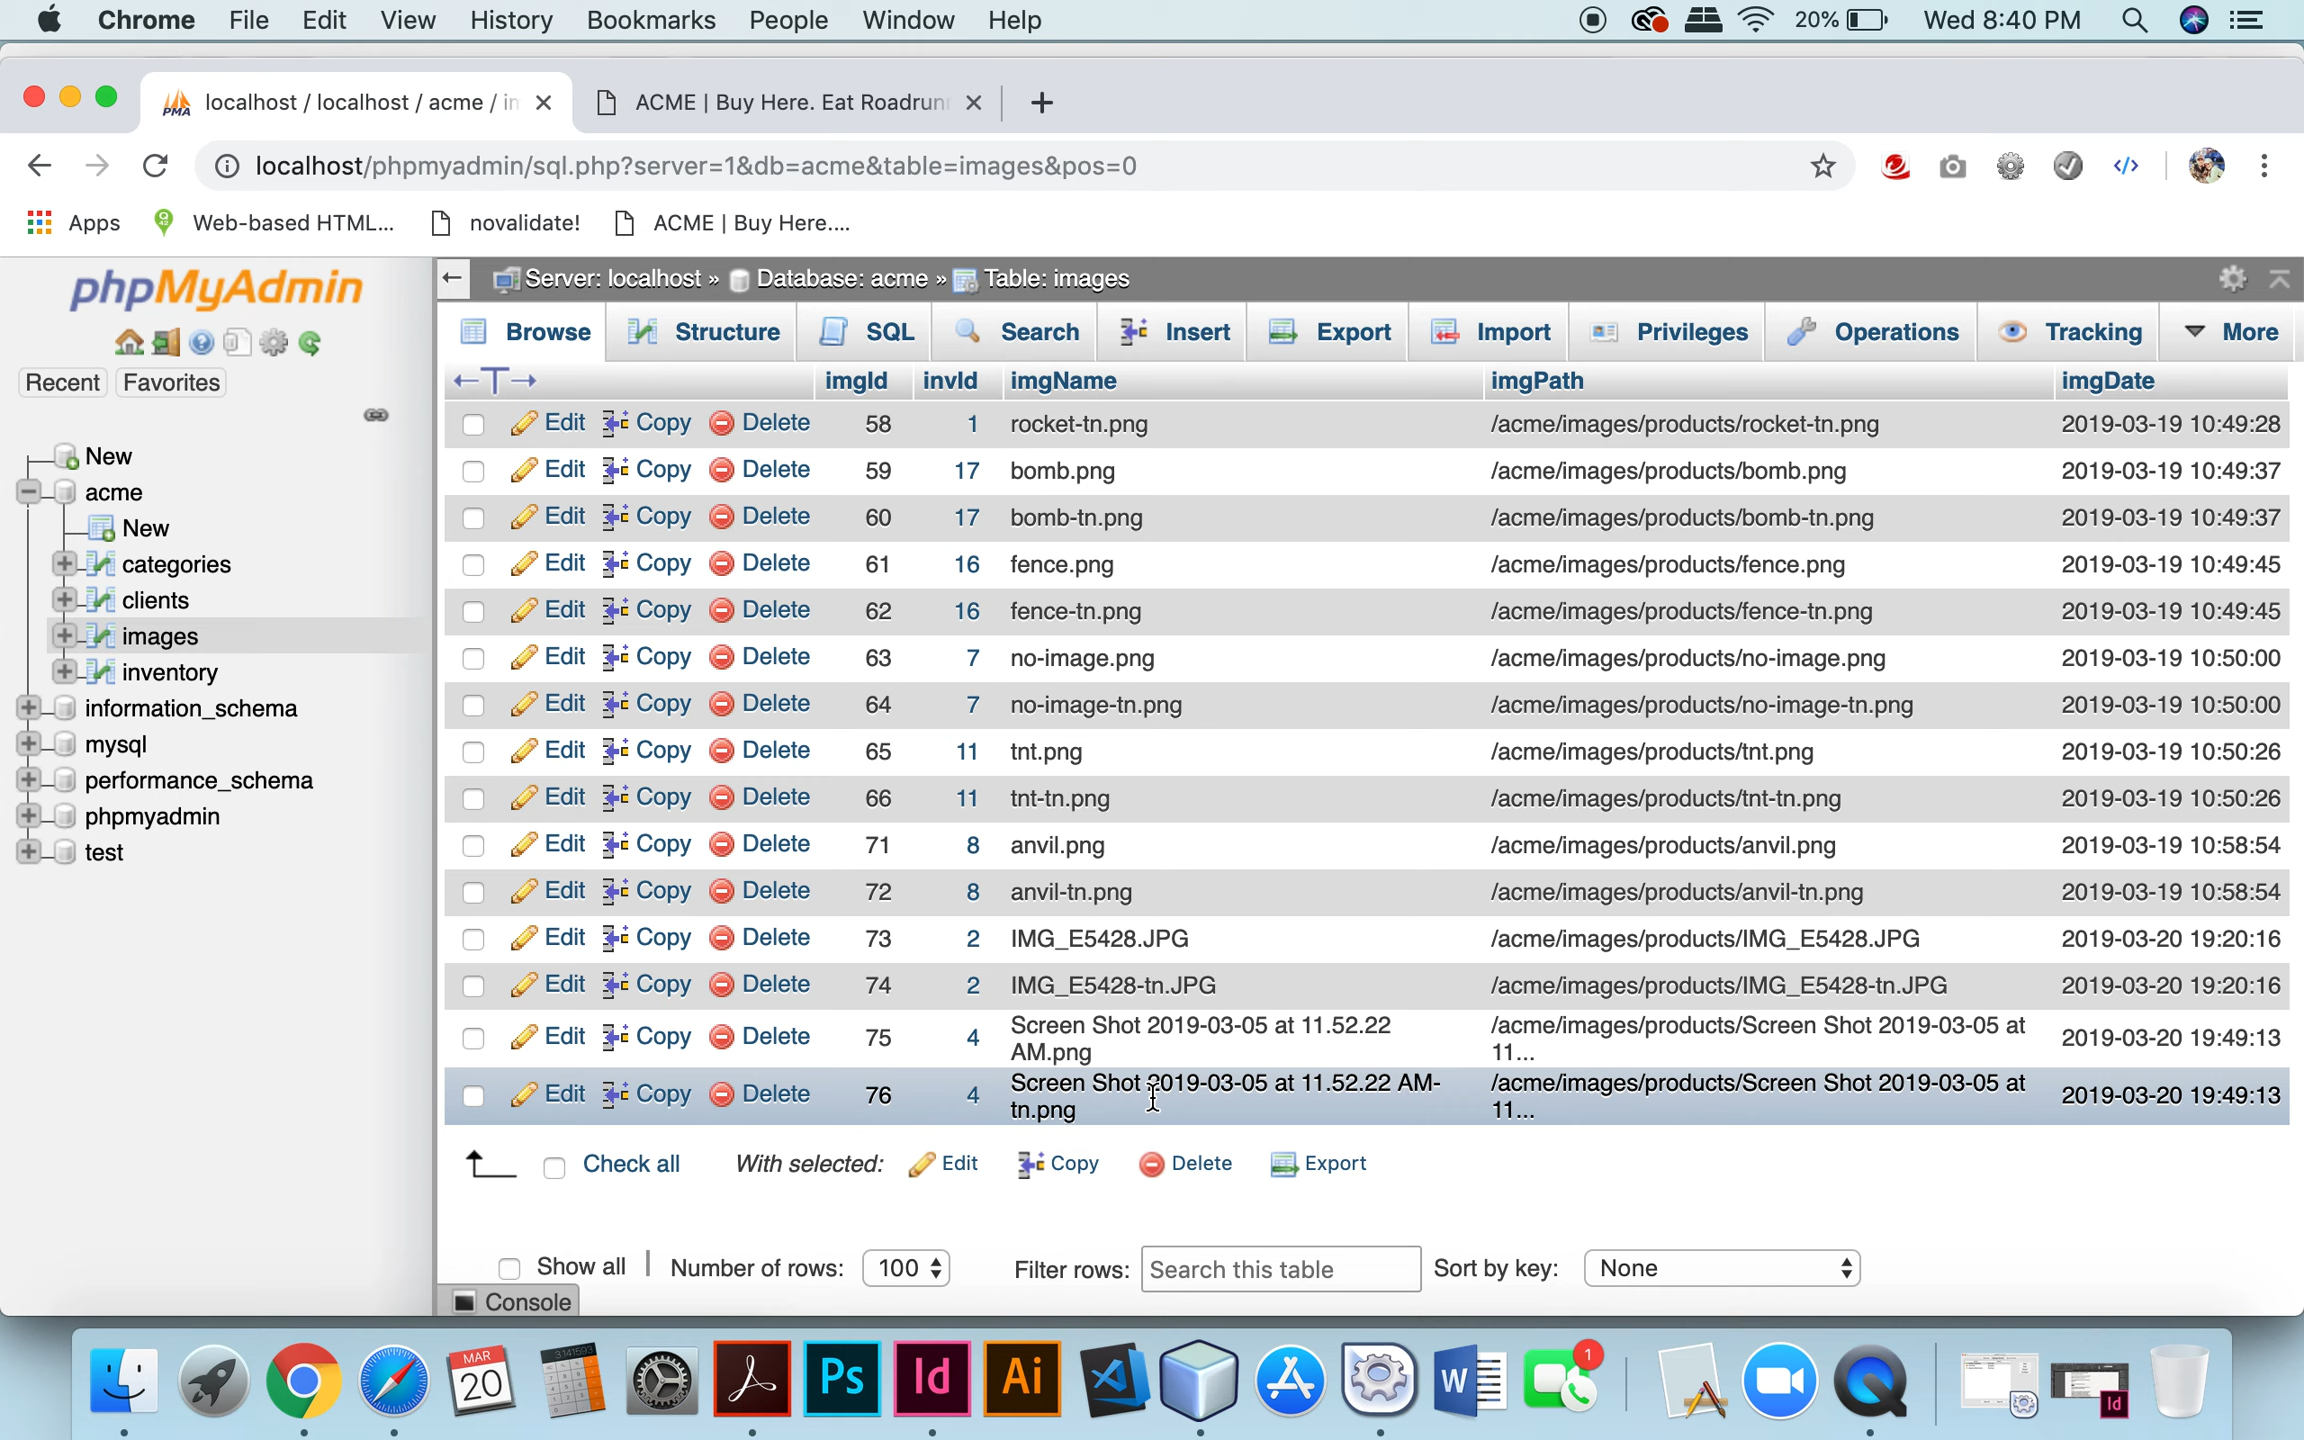 Chrome File Edit View History Bookmarks People Window Help 20% Wed 8:40 PM
PMA localhost / localhost / acme / in ACME | Buy Here. Eat Roadrun
localhost/phpmyadmin/sql.php?server=1&db=acme&table=images&pos=0
Apps Web-based HTML... novalidate! ACME | Buy Here....
phpMyAdmin
Recent Favorites
New
acme
New
categories
clients
images
inventory
information_schema
mysql
performance_schema
phpmyadmin
test
Server: localhost » Database: acme » Table: images
Browse Structure SQL Search Insert Export Import Privileges Operations Tracking More
imgId invId imgName imgPath imgDate
Edit Copy Delete 58 1 rocket-tn.png /acme/images/products/rocket-tn.png 2019-03-19 10:49:28
Edit Copy Delete 59 17 bomb.png /acme/images/products/bomb.png 2019-03-19 10:49:37
Edit Copy Delete 60 17 bomb-tn.png /acme/images/products/bomb-tn.png 2019-03-19 10:49:37
Edit Copy Delete 61 16 fence.png /acme/images/products/fence.png 2019-03-19 10:49:45
Edit Copy Delete 62 16 fence-tn.png /acme/images/products/fence-tn.png 2019-03-19 10:49:45
Edit Copy Delete 63 7 no-image.png /acme/images/products/no-image.png 2019-03-19 10:50:00
Edit Copy Delete 64 7 no-image-tn.png /acme/images/products/no-image-tn.png 2019-03-19 10:50:00
Edit Copy Delete 65 11 tnt.png /acme/images/products/tnt.png 2019-03-19 10:50:26
Edit Copy Delete 66 11 tnt-tn.png /acme/images/products/tnt-tn.png 2019-03-19 10:50:26
Edit Copy Delete 71 8 anvil.png /acme/images/products/anvil.png 2019-03-19 10:58:54
Edit Copy Delete 72 8 anvil-tn.png /acme/images/products/anvil-tn.png 2019-03-19 10:58:54
Edit Copy Delete 73 2 IMG_E5428.JPG /acme/images/products/IMG_E5428.JPG 2019-03-20 19:20:16
Edit Copy Delete 74 2 IMG_E5428-tn.JPG /acme/images/products/IMG_E5428-tn.JPG 2019-03-20 19:20:16
Edit Copy Delete 75 4 Screen Shot 2019-03-05 at 11.52.22 /acme/images/products/Screen Shot 2019-03-05 at 2019-03-20 19:49:13
AM.png 11...
Edit Copy Delete 76 4 Screen Shot 2019-03-05 at 11.52.22 AM- /acme/images/products/Screen Shot 2019-03-05 at 2019-03-20 19:49:13
tn.png 11...
Check all With selected: Edit Copy Delete Export
Show all Number of rows: 100 Filter rows: Search this table Sort by key: None
Console
MAR
20
3.141593
Ps Id Ai W 1 Id